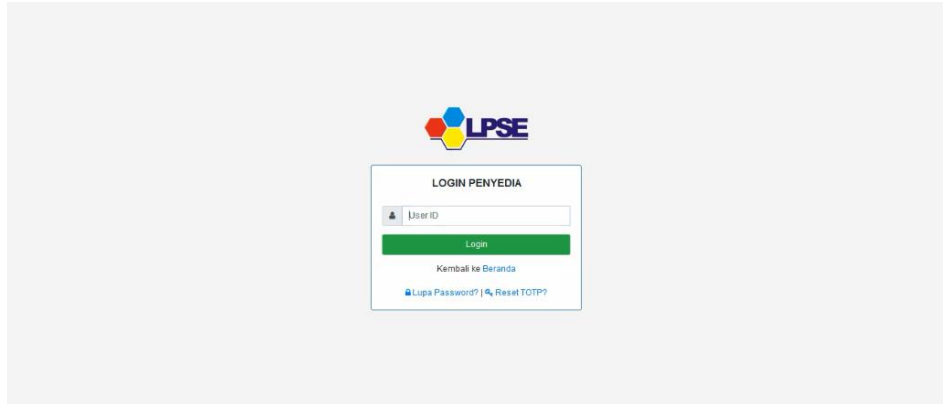 LPSE
LOGIN PENYEDIA
User ID
Login
Kembali ke Beranda
Lupa Password? | Reset TOTP?